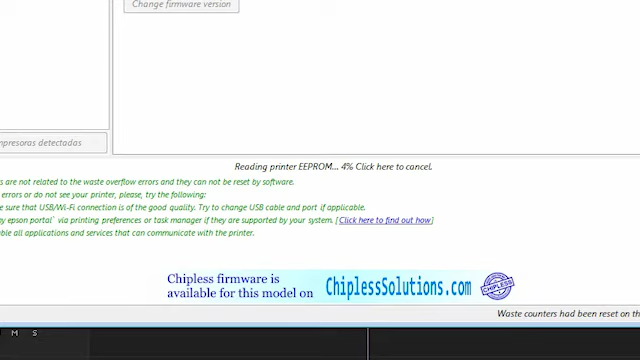 Change firmware version
impresoras detectadas
Reading printer EEPROM... 4% Click here to cancel.
s are not related to the waste overflow errors and they can not be reset by software.
errors or do not see your printer, please, try the following:
e sure that USB/Wi-Fi connection is of the good quality. Try to change USB cable and port if applicable.
y epson portal` via printing preferences or task manager if they are supported by your system. [Click here to find out how]
ble all applications and services that can communicate with the printer.
Chipless firmware is
available for this model on
ChiplessSolutions.com
CHIPLESS
Waste counters had been reset on th
M S